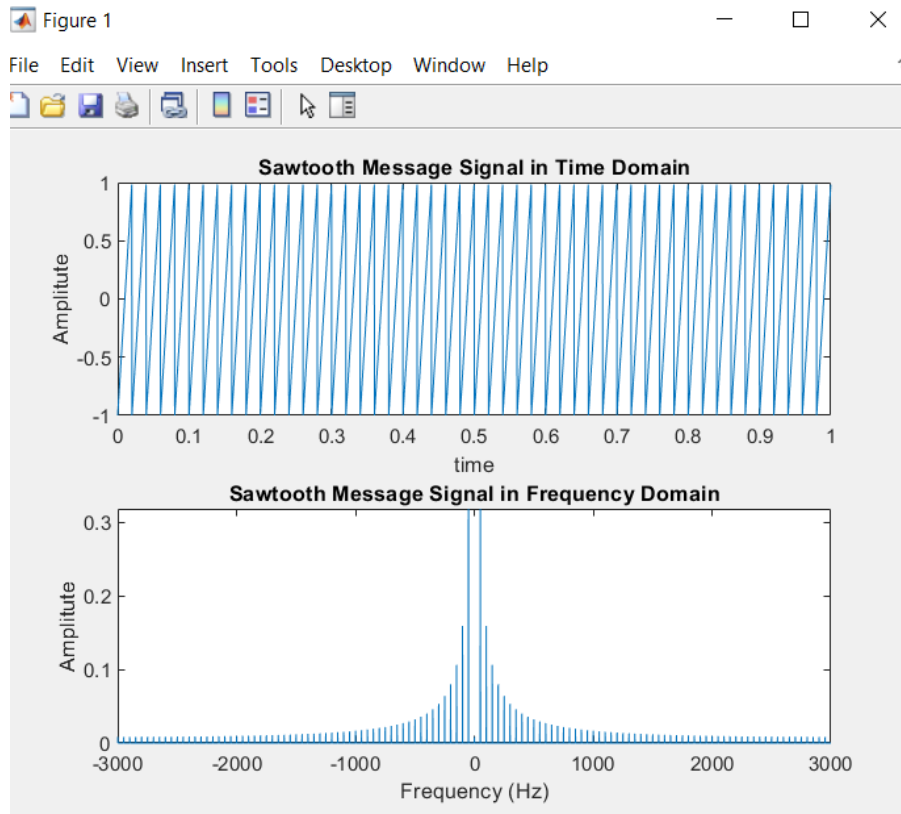 Figure 1
File Edit View Insert Tools Desktop Window Help
Sawtooth Message Signal in Time Domain
1
0.5
0
-0.5
-1
Amplitute
0 0.1 0.2 0.3 0.4 0.5 0.6 0.7 0.8 0.9 1
time
Sawtooth Message Signal in Frequency Domain
0.3
0.2
0.1
0
Amplitute
-3000 -2000 -1000 0 1000 2000 3000
Frequency (Hz)